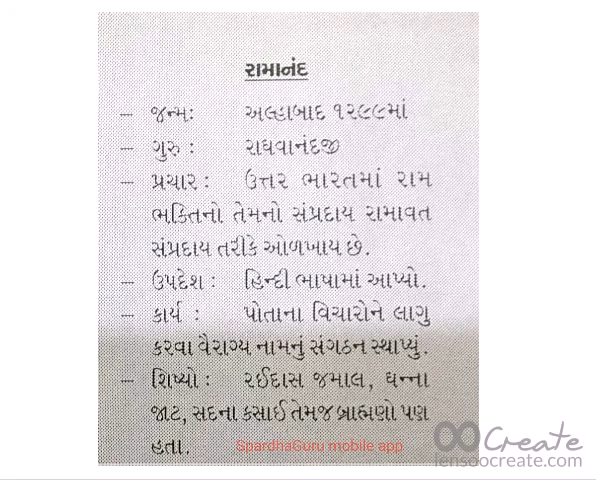 રામાનંદ
– જન્મઃ અલ્હાબાદ ૧૨૯૯માં
– ગુરુ : રાઘવાનંદજી
– પ્રચાર : ઉત્તર ભારતમાં રામ
ભક્તિનો તેમનો સંપ્રદાય રામાવત
સંપ્રદાય તરીકે ઓળખાય છે.
– ઉપદેશ : હિન્દી ભાષામાં આપ્યો.
– કાર્ય : પોતાના વિચારોને લાગુ
કરવા વૈરાગ્ય નામનું સંગઠન સ્થાપ્યું.
– શિષ્યો : રઈદાસ જમાલ, ધન્ના
જાટ, સદના કસાઈ તેમજ બ્રાહ્મણો પણ
હતા.
SpardhaGuru mobile app
Create
lensoocreate.com